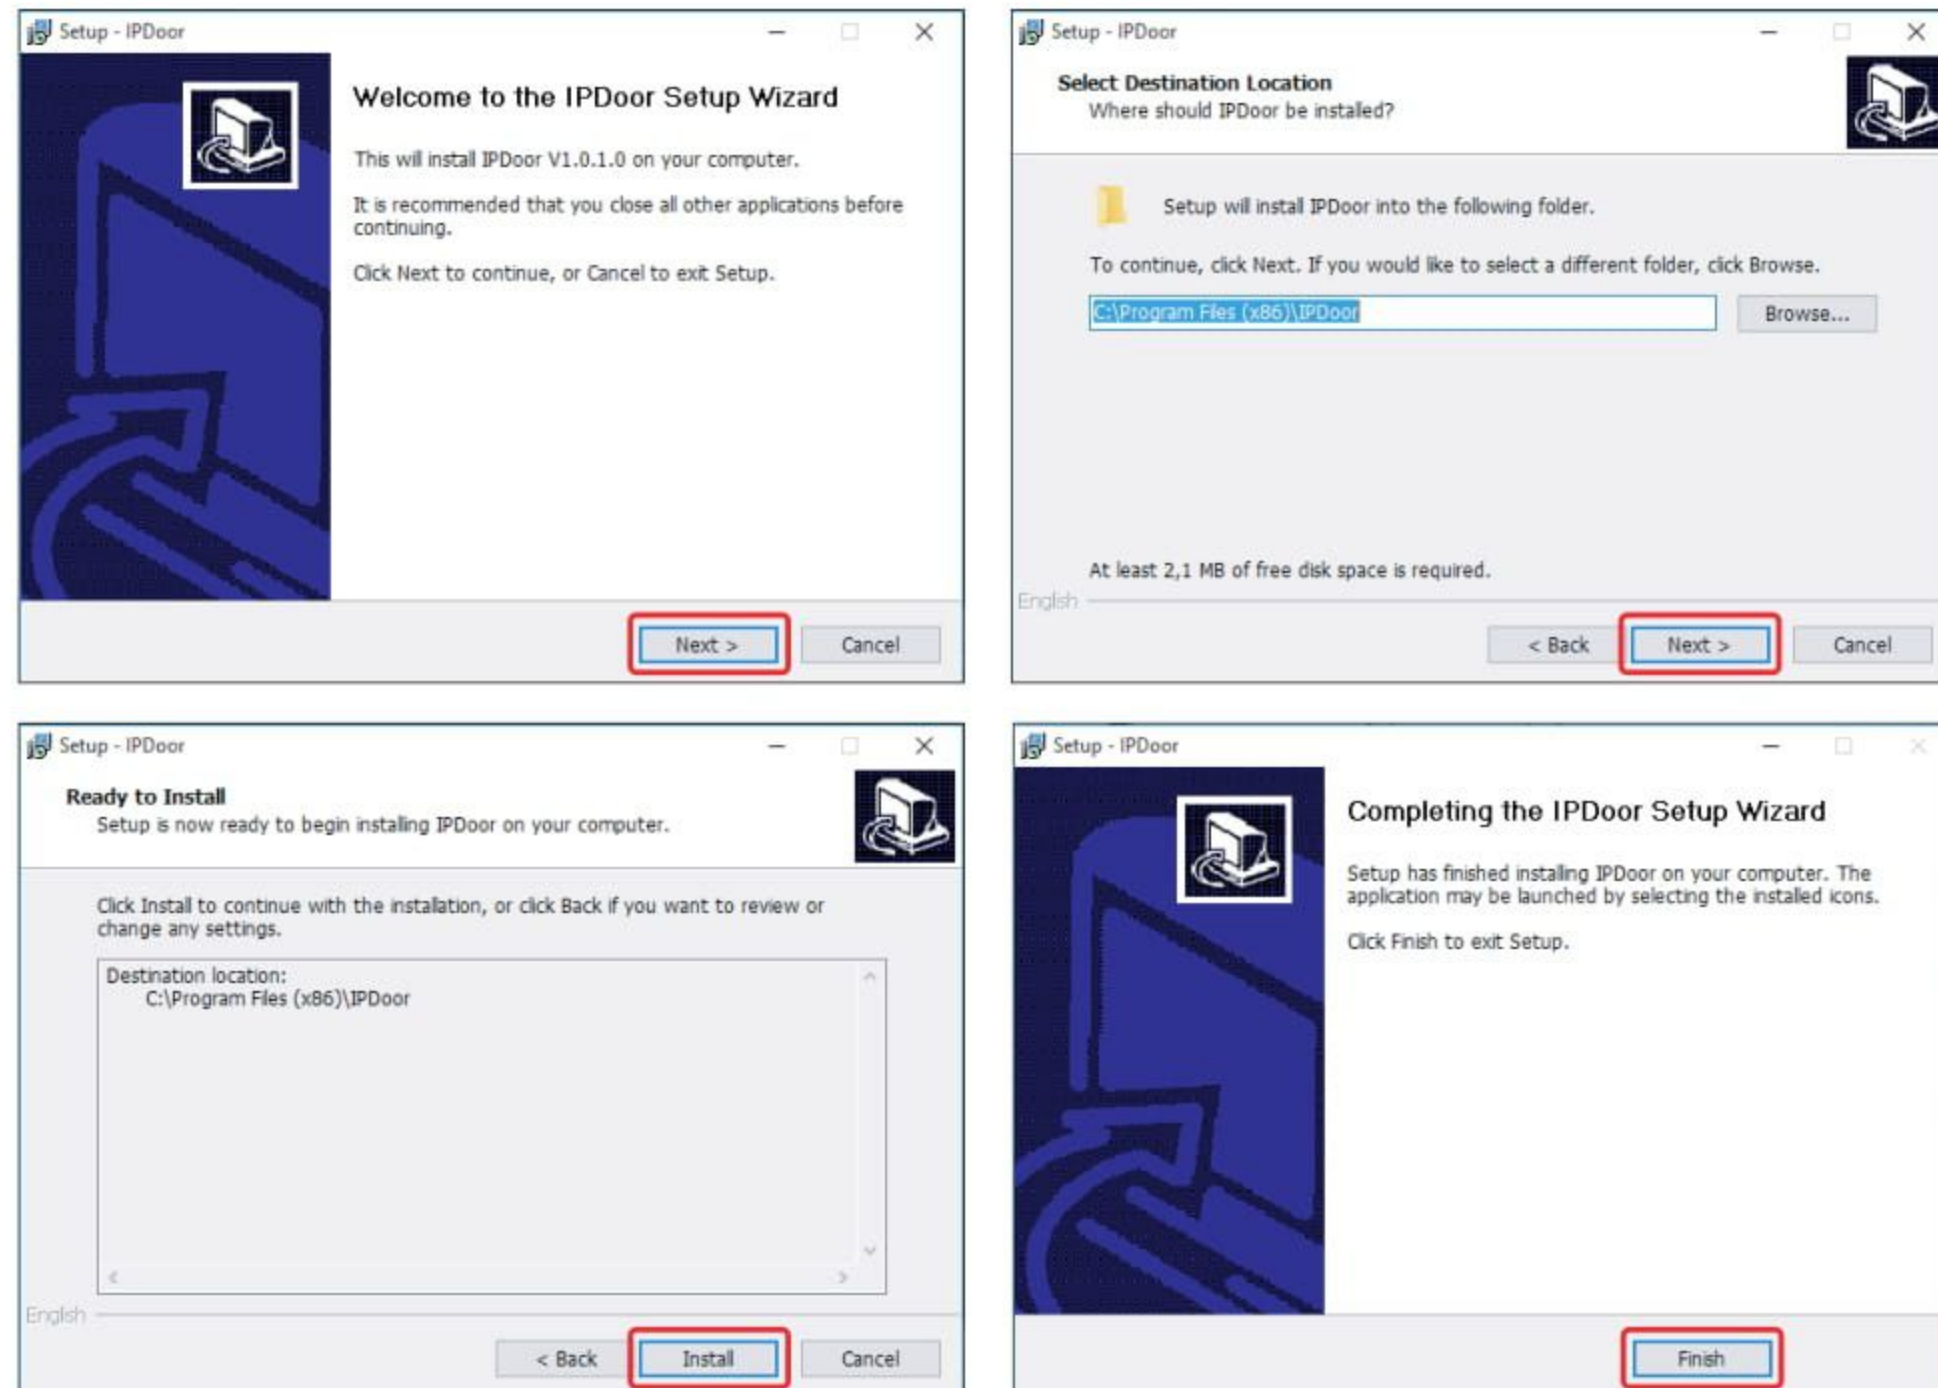 Setup - IPDoor
Welcome to the IPDoor Setup Wizard
This will install IPDoor V1.0.1.0 on your computer.
It is recommended that you close all other applications before
continuing.
Click Next to continue, or Cancel to exit Setup.
Next >
Cancel
Setup - IPDoor
Select Destination Location
Where should IPDoor be installed?
Setup will install IPDoor into the following folder.
To continue, click Next. If you would like to select a different folder, click Browse.
C:\Program Files (x86)\IPDoor
Browse...
At least 2,1 MB of free disk space is required.
English
< Back
Next >
Cancel
Setup - IPDoor
Ready to Install
Setup is now ready to begin installing IPDoor on your computer.
Click Install to continue with the installation, or click Back if you want to review or
change any settings.
Destination location:
C:\Program Files (x86)\IPDoor
English
< Back
Install
Cancel
Setup - IPDoor
Completing the IPDoor Setup Wizard
Setup has finished installing IPDoor on your computer. The
application may be launched by selecting the installed icons.
Click Finish to exit Setup.
Finish